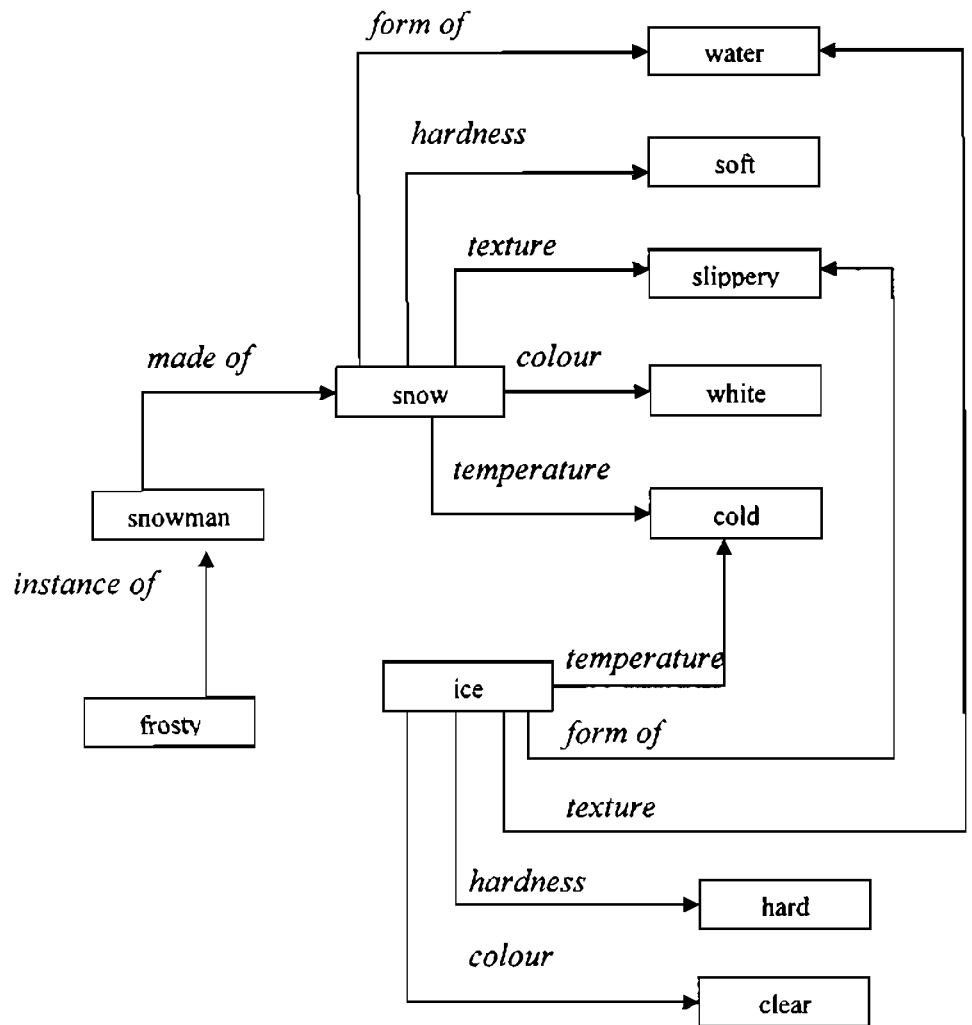 form of
water
hardness
soft
texture
slippery
made of
colour
snow
white
temperature
snowman
cold
instance of
temperature
ice
frosty
form of
texture
hardness
hard
colour
clear